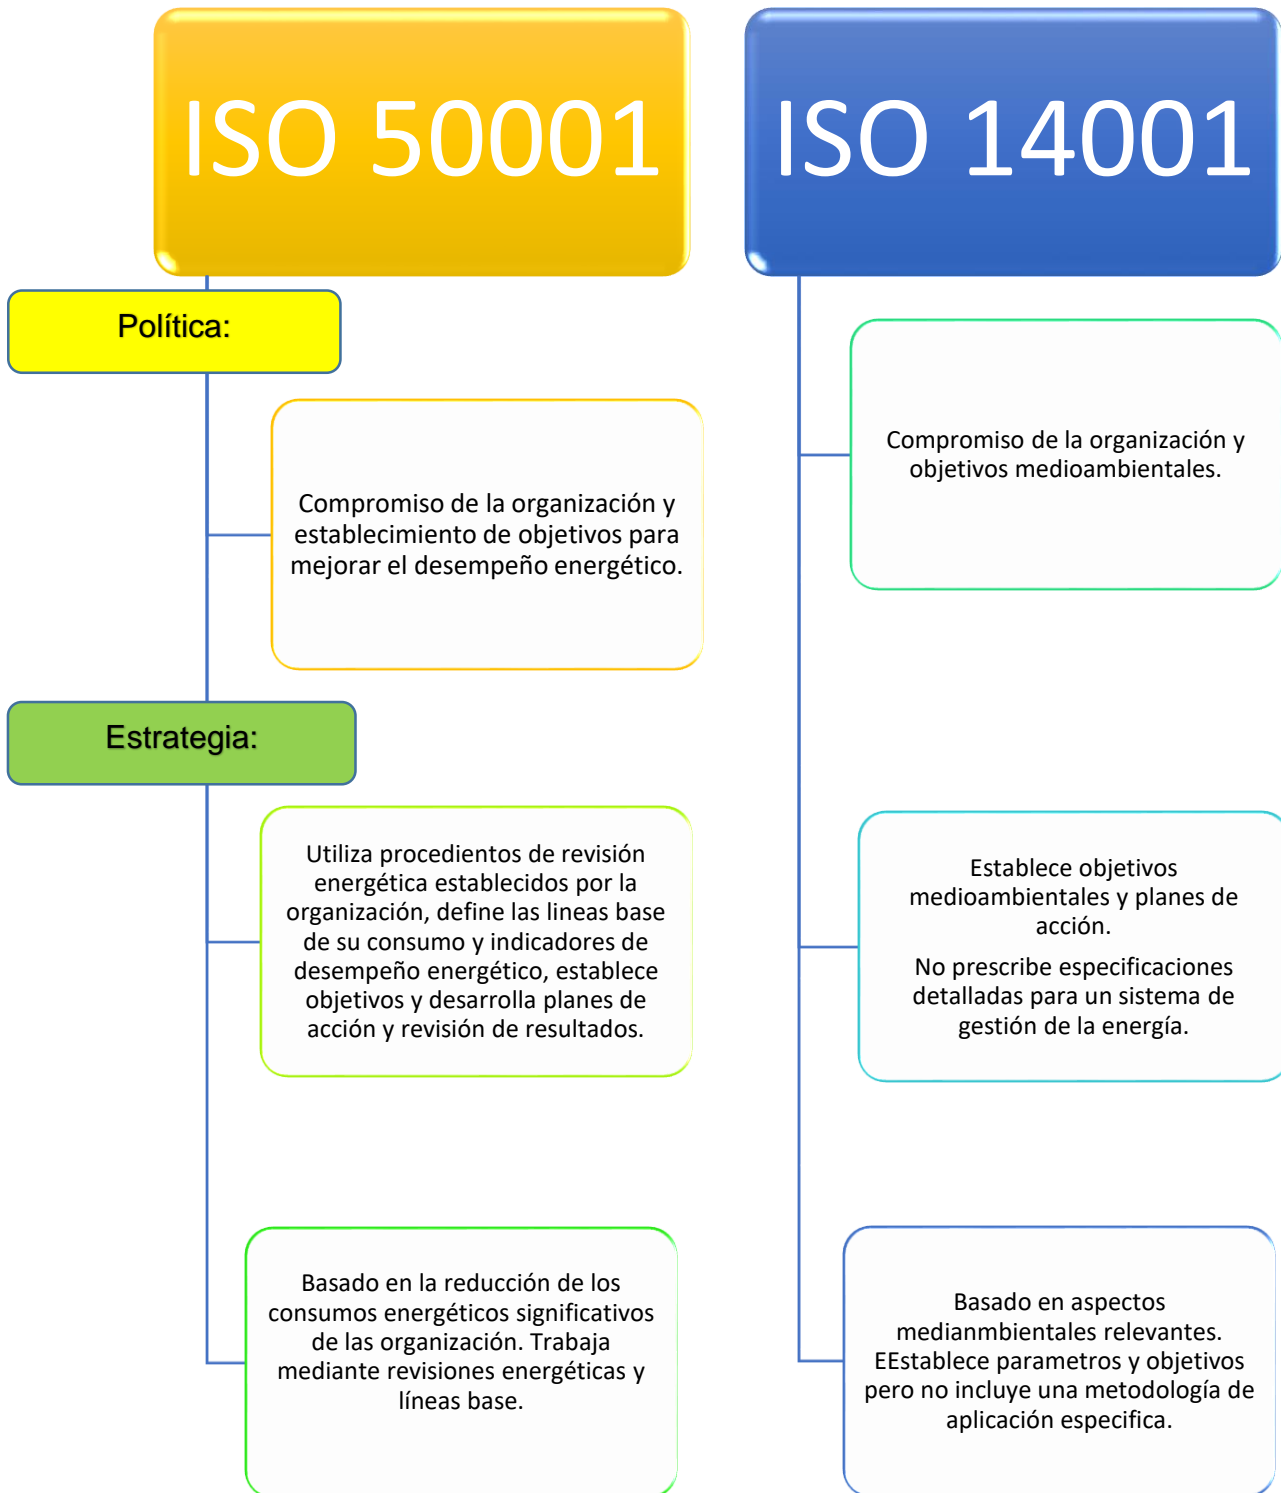 ISO 50001
ISO 14001
Política:
Compromiso de la organización y
establecimiento de objetivos para
mejorar el desempeño energético.
Compromiso de la organización y
objetivos medioambientales.
Estrategia:
Utiliza procedientos de revisión
energética establecidos por la
organización, define las lineas base
de su consumo y indicadores de
desempeño energético, establece
objetivos y desarrolla planes de
acción y revisión de resultados.
Establece objetivos
medioambientales y planes de
acción.
No prescribe especificaciones
detalladas para un sistema de
gestión de la energía.
Basado en la reducción de los
consumos energéticos significativos
de las organización. Trabaja
mediante revisiones energéticas y
líneas base.
Basado en aspectos
medianmbientales relevantes.
EEstablece parametros y objetivos
pero no incluye una metodología de
aplicación especifica.